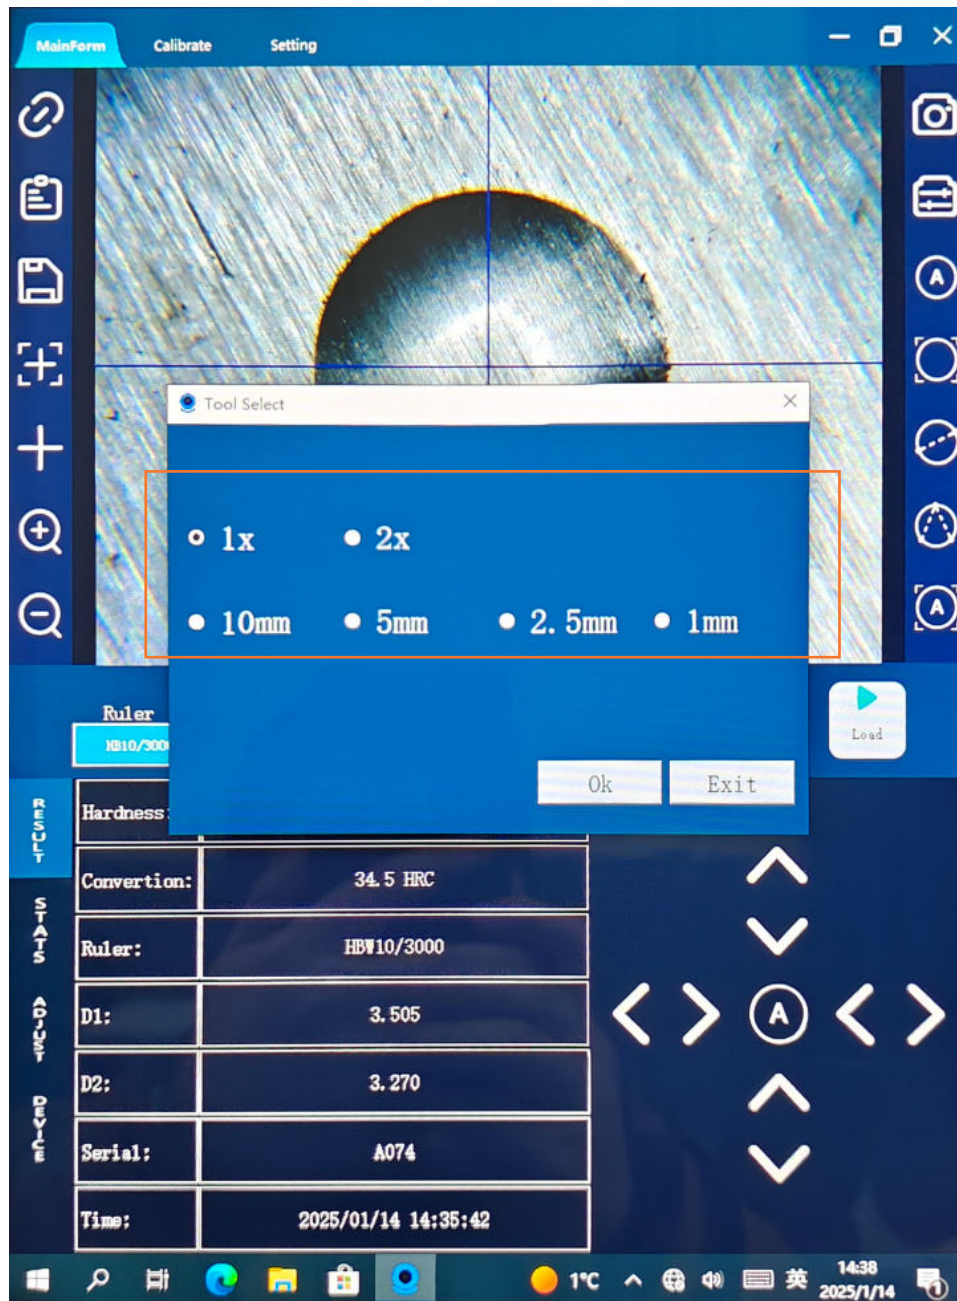 MainForm Calibrate Setting
Tool Select
1x 2x
10mm 5mm 2.5mm 1mm
Ok Exit
Ruler
Load
RESULT
STATS
ADJUST
DEVICE
Hardness:
Convertion: 34.5 HRC
Ruler: HBW10/3000
D1: 3.505
D2: 3.270
Serial: A074
Time: 2025/01/14 14:35:42
A
A
A
1°C 英 14:38
2025/1/14
1